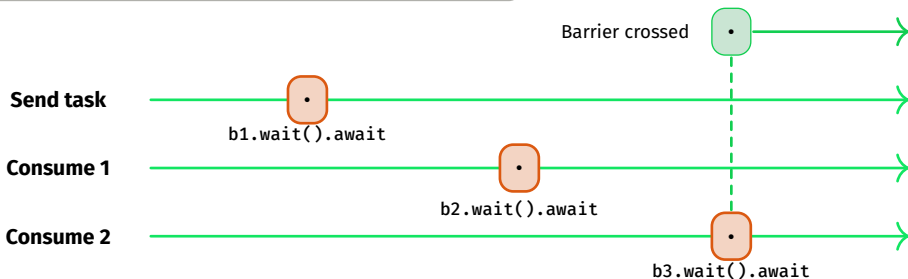 Barrier crossed
Send task
b1.wait().await
Consume 1
b2.wait().await
Consume 2
b3.wait().await